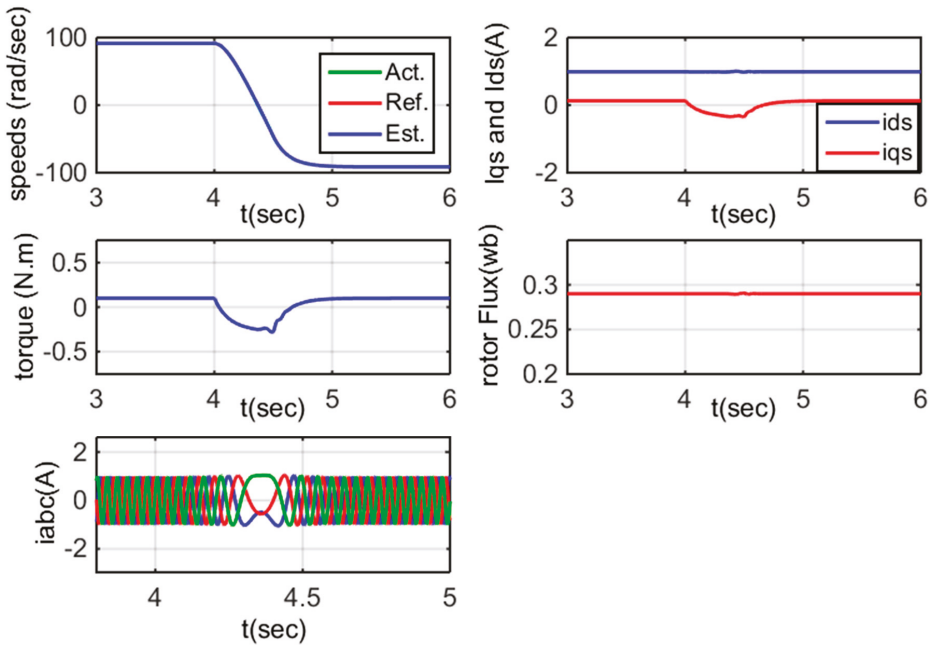 speeds (rad/sec)
100
0
-100
Act.
Ref.
Est.
3 4 5 6
t(sec)
Iqs and Ids(A)
2
0
-2
ids
iqs
3 4 5 6
t(sec)
torque (N.m)
0.5
0
-0.5
3 4 5 6
t(sec)
rotor Flux(wb)
0.3
0.25
0.2
3 4 5 6
t(sec)
iabc(A)
2
0
-2
4 4.5 5
t(sec)